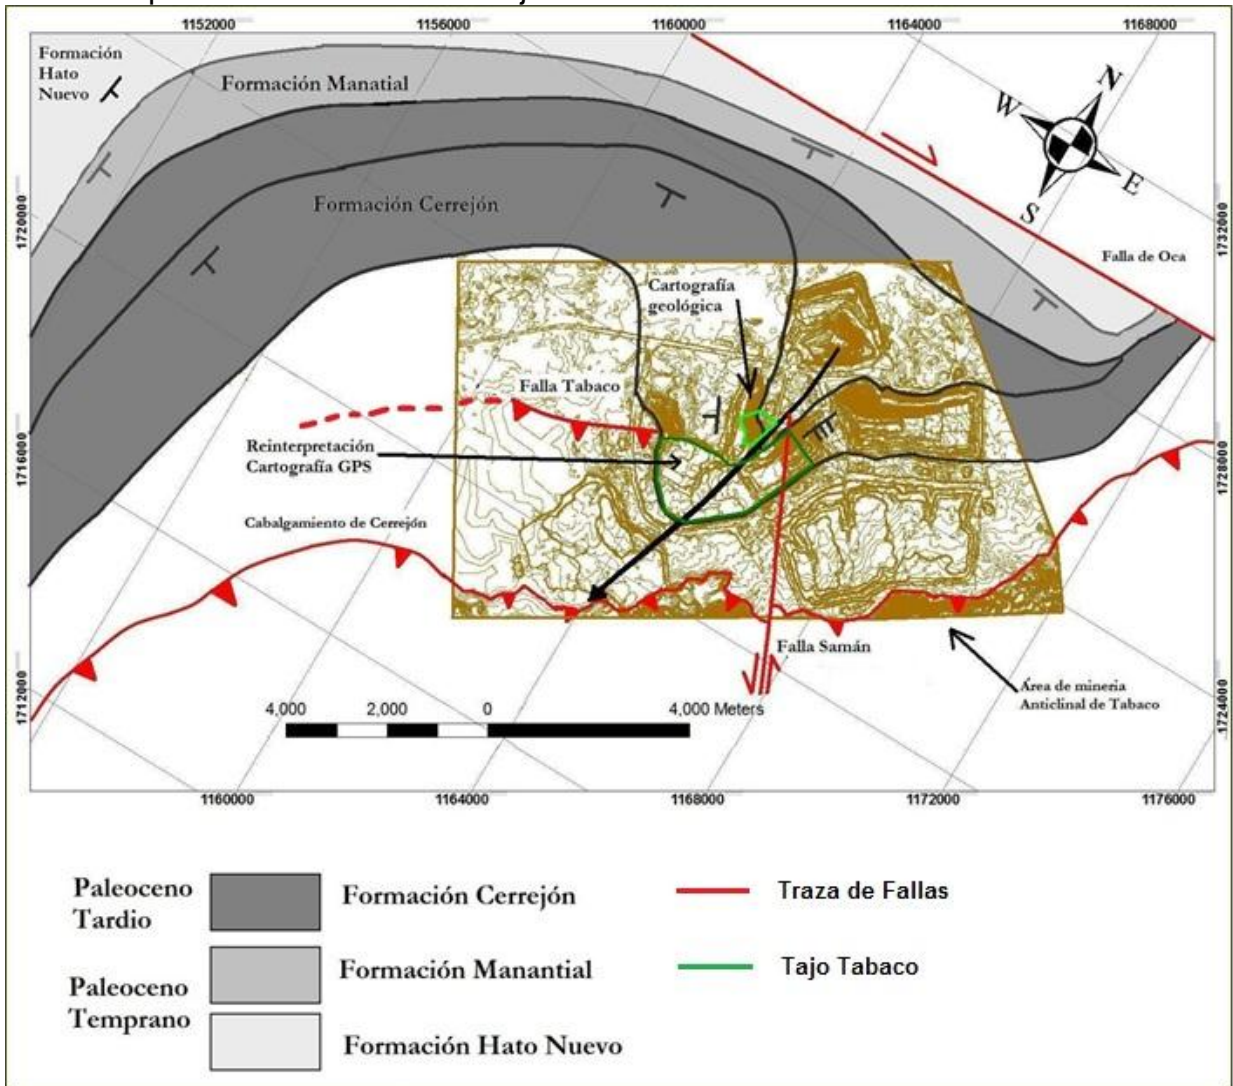 1152000
1156000
1160000
1164000
1168000
Formación
Hato
Nuevo
Formación Manatial
N
W
E
S
Formación Cerrejón
1720000
1732000
Falla de Oca
Cartografía
geológica
Falla Tabaco
Reinterpretación
Cartografía GPS
1716000
1728000
Cabalgamiento de Cerrejón
Falla Samán
Área de mineria
Anticlinal de Tabaco
1712000
1724000
4,000 2,000 0 4,000 Meters
1160000
1164000
1168000
1172000
1176000
Paleoceno
Tardio
Formación Cerrejón
Traza de Fallas
Paleoceno
Temprano
Formación Manantial
Tajo Tabaco
Formación Hato Nuevo